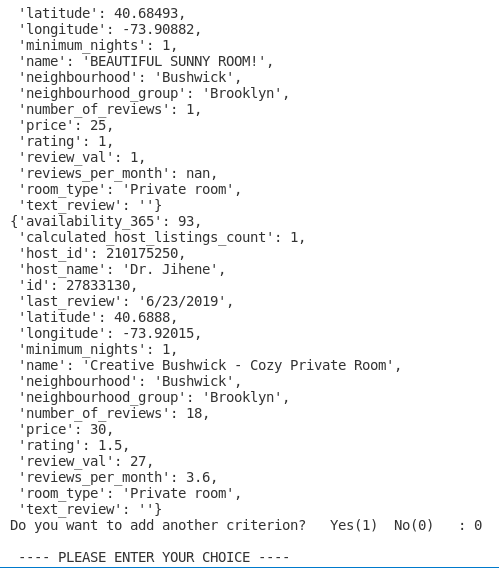 'latitude': 40.68493,
'longitude': -73.90882,
'minimum_nights': 1,
'name': 'BEAUTIFUL SUNNY ROOM!',
'neighbourhood': 'Bushwick',
'neighbourhood_group': 'Brooklyn',
'number_of_reviews': 1,
'price': 25,
'rating': 1,
'review_val': 1,
'reviews_per_month': nan,
'room_type': 'Private room',
'text_review': ''}
{'availability_365': 93,
'calculated_host_listings_count': 1,
'host_id': 210175250,
'host_name': 'Dr. Jihene',
'id': 27833130,
'last_review': '6/23/2019',
'latitude': 40.6888,
'longitude': -73.92015,
'minimum_nights': 1,
'name': 'Creative Bushwick - Cozy Private Room',
'neighbourhood': 'Bushwick',
'neighbourhood_group': 'Brooklyn',
'number_of_reviews': 18,
'price': 30,
'rating': 1.5,
'review_val': 27,
'reviews_per_month': 3.6,
'room_type': 'Private room',
'text_review': ''}
Do you want to add another criterion?   Yes(1)  No(0)   : 0
---- PLEASE ENTER YOUR CHOICE ----